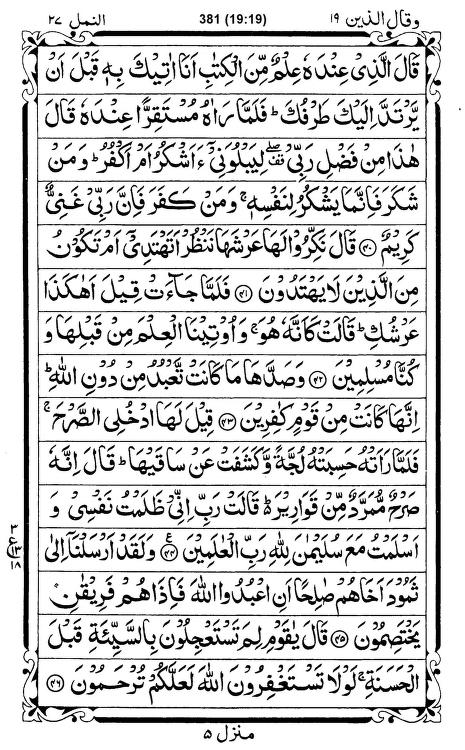 وقال الذين ١٩ 381 (19:19) النمل ٢٧
قَالَ الَّذِیْ عِنْدَهٗ عِلْمٌ مِّنَ الْكِتٰبِ اَنَا اٰتِیْكَ بِهٖ قَبْلَ اَنْ
یَّرْتَدَّ اِلَیْكَ طَرْفُكَ ؕ فَلَمَّا رَاٰهُ مُسْتَقِرًّا عِنْدَهٗ قَالَ
هٰذَا مِنْ فَضْلِ رَبِّیْ ۖۗ لِیَبْلُوَنِیْۤ ءَاَشْكُرُ اَمْ اَكْفُرُ ؕ وَمَنْ
شَكَرَ فَاِنَّمَا یَشْكُرُ لِنَفْسِهٖ ۚ وَمَنْ كَفَرَ فَاِنَّ رَبِّیْ غَنِیٌّ
كَرِیْمٌ ﴿۴۰﴾ قَالَ نَكِّرُوْا لَهَا عَرْشَهَا نَنْظُرْ اَتَهْتَدِیْۤ اَمْ تَكُوْنُ
مِنَ الَّذِیْنَ لَا یَهْتَدُوْنَ ﴿۴۱﴾ فَلَمَّا جَآءَتْ قِیْلَ اَهٰكَذَا
عَرْشُكِ ؕ قَالَتْ كَاَنَّهٗ هُوَ ۚ وَاُوْتِیْنَا الْعِلْمَ مِنْ قَبْلِهَا وَ
كُنَّا مُسْلِمِیْنَ ﴿۴۲﴾ وَصَدَّهَا مَا كَانَتْ تَّعْبُدُ مِنْ دُوْنِ اللّٰهِ ؕ
اِنَّهَا كَانَتْ مِنْ قَوْمٍ كٰفِرِیْنَ ﴿۴۳﴾ قِیْلَ لَهَا ادْخُلِی الصَّرْحَ ۚ
فَلَمَّا رَاَتْهُ حَسِبَتْهُ لُجَّةً وَّكَشَفَتْ عَنْ سَاقَیْهَا ؕ قَالَ اِنَّهٗ
صَرْحٌ مُّمَرَّدٌ مِّنْ قَوَارِیْرَ ؕ۬ قَالَتْ رَبِّ اِنِّیْ ظَلَمْتُ نَفْسِیْ وَ
اَسْلَمْتُ مَعَ سُلَیْمٰنَ لِلّٰهِ رَبِّ الْعٰلَمِیْنَ ﴿۴۴﴾ ع وَلَقَدْ اَرْسَلْنَاۤ اِلٰی
ثَمُوْدَ اَخَاهُمْ صٰلِحًا اَنِ اعْبُدُوا اللّٰهَ فَاِذَا هُمْ فَرِیْقٰنِ
یَخْتَصِمُوْنَ ﴿۴۵﴾ قَالَ یٰقَوْمِ لِمَ تَسْتَعْجِلُوْنَ بِالسَّیِّئَةِ قَبْلَ
الْحَسَنَةِ ۚ لَوْلَا تَسْتَغْفِرُوْنَ اللّٰهَ لَعَلَّكُمْ تُرْحَمُوْنَ ﴿۴۶﴾
٣
ع ١٣
١٨
منزل ۵